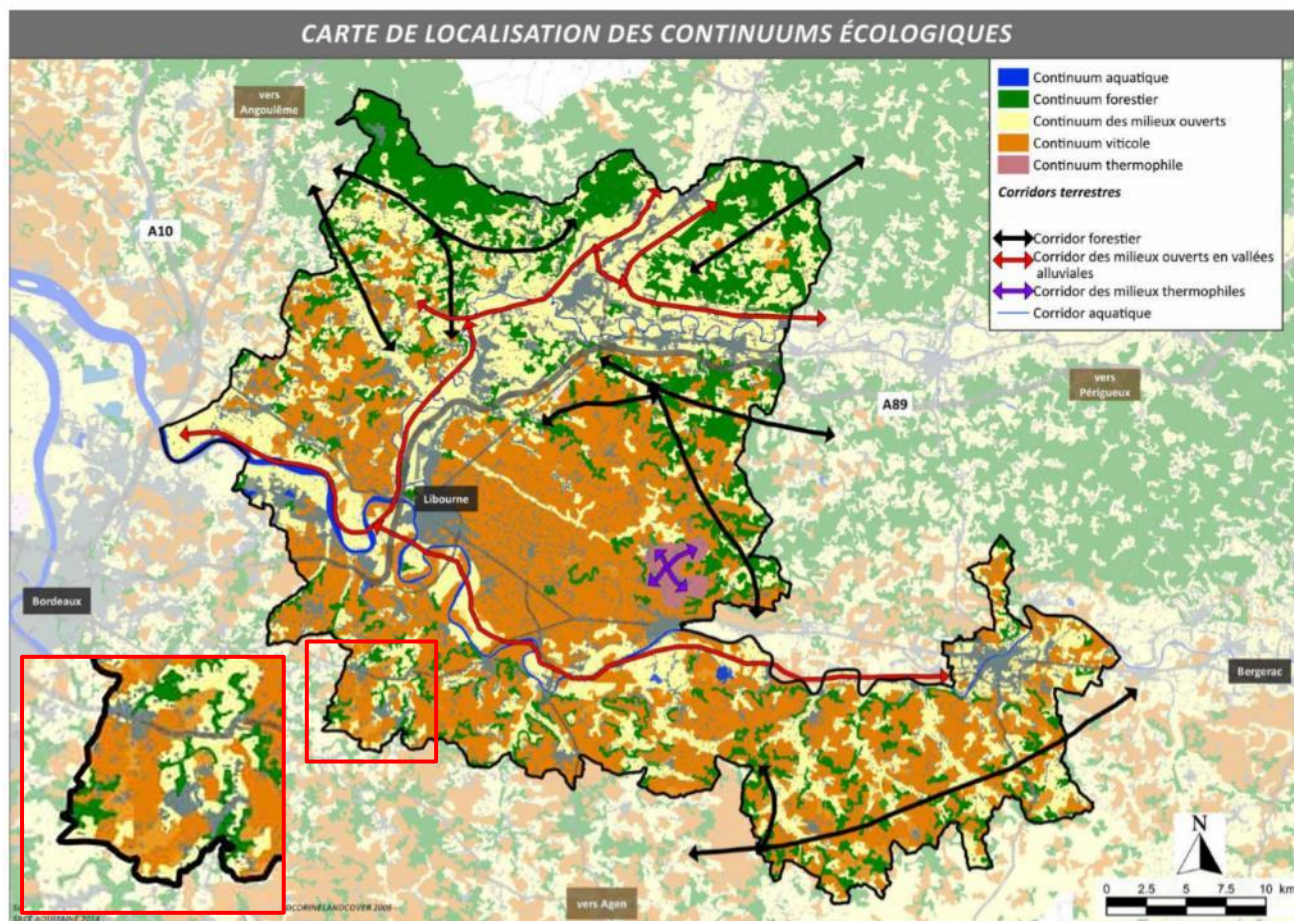 CARTE DE LOCALISATION DES CONTINUUMS ÉCOLOGIQUES
vers
Angoulême
A10
Continuum aquatique
Continuum forestier
Continuum des milieux ouverts
Continuum viticole
Continuum thermophile
Corridors terrestres
Corridor forestier
Corridor des milieux ouverts en vallées
alluviales
Corridor des milieux thermophiles
Corridor aquatique
vers
Périgueux
A89
Libourne
Bordeaux
Bergerac
vers Agen
N
0 2.5 5 7.5 10 km